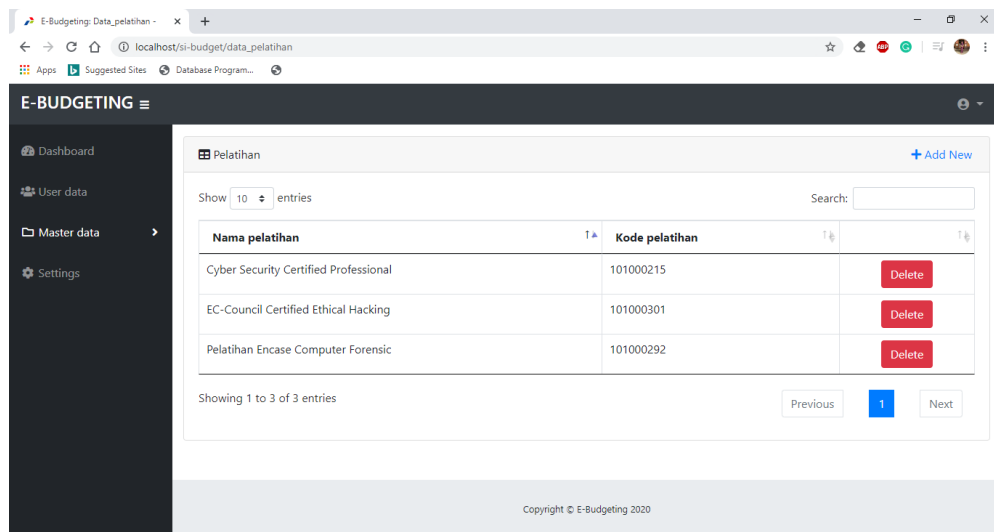 E-Budgeting: Data_pelatihan -
localhost/si-budget/data_pelatihan
ABP
G
Apps
Suggested Sites
Database Program...
E-BUDGETING
Dashboard
User data
Master data
Settings
Pelatihan
Add New
Show 10 entries
Search:
Nama pelatihan Kode pelatihan
Cyber Security Certified Professional 101000215 Delete
EC-Council Certified Ethical Hacking 101000301 Delete
Pelatihan Encase Computer Forensic 101000292 Delete
Showing 1 to 3 of 3 entries
Previous 1 Next
Copyright © E-Budgeting 2020